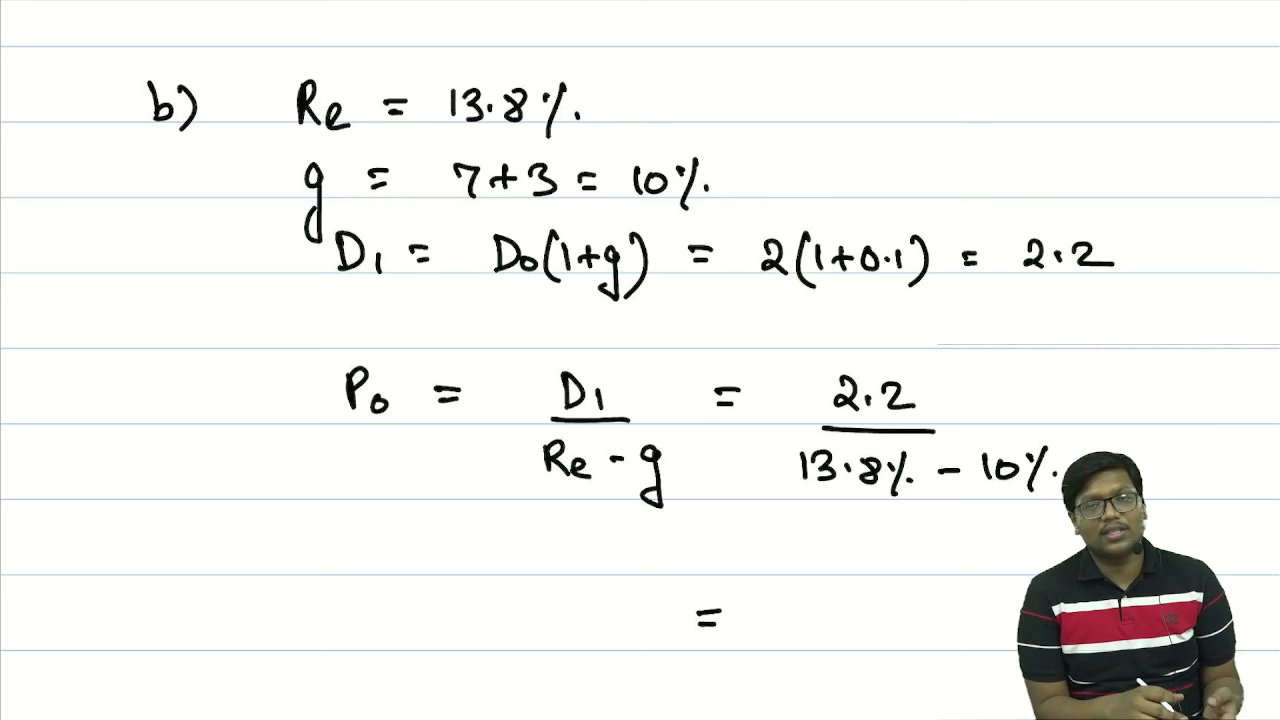 b) Re = 13.8%.
g = 7+3 = 10%.
D1 = D0(1+g) = 2(1+0.1) = 2.2
P0 = D1 / Re - g = 2.2 / 13.8% - 10%.
=